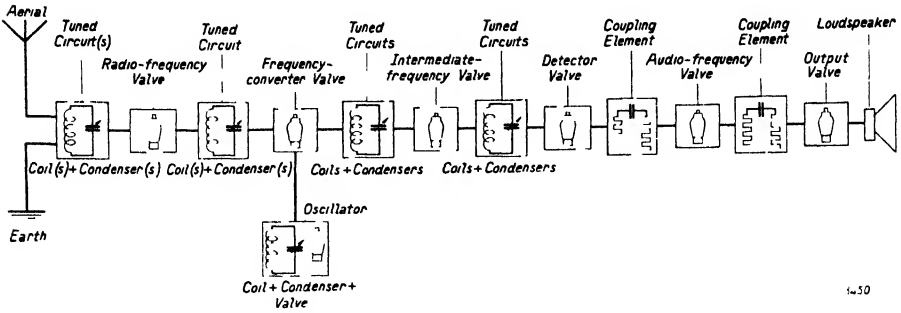 Aerial
Tuned
Circuit(s)
Radio-frequency
Valve
Tuned
Circuit
Frequency-
converter Valve
Tuned
Circuits
Intermediate-
frequency Valve
Tuned
Circuits
Detector
Valve
Coupling
Element
Audio-frequency
Valve
Coupling
Element
Output
Valve
Loudspeaker
Coil(s)+Condenser(s)
Coil(s)+Condenser(s)
Coils + Condensers
Coils + Condensers
Earth
Oscillator
Coil + Condenser +
Valve